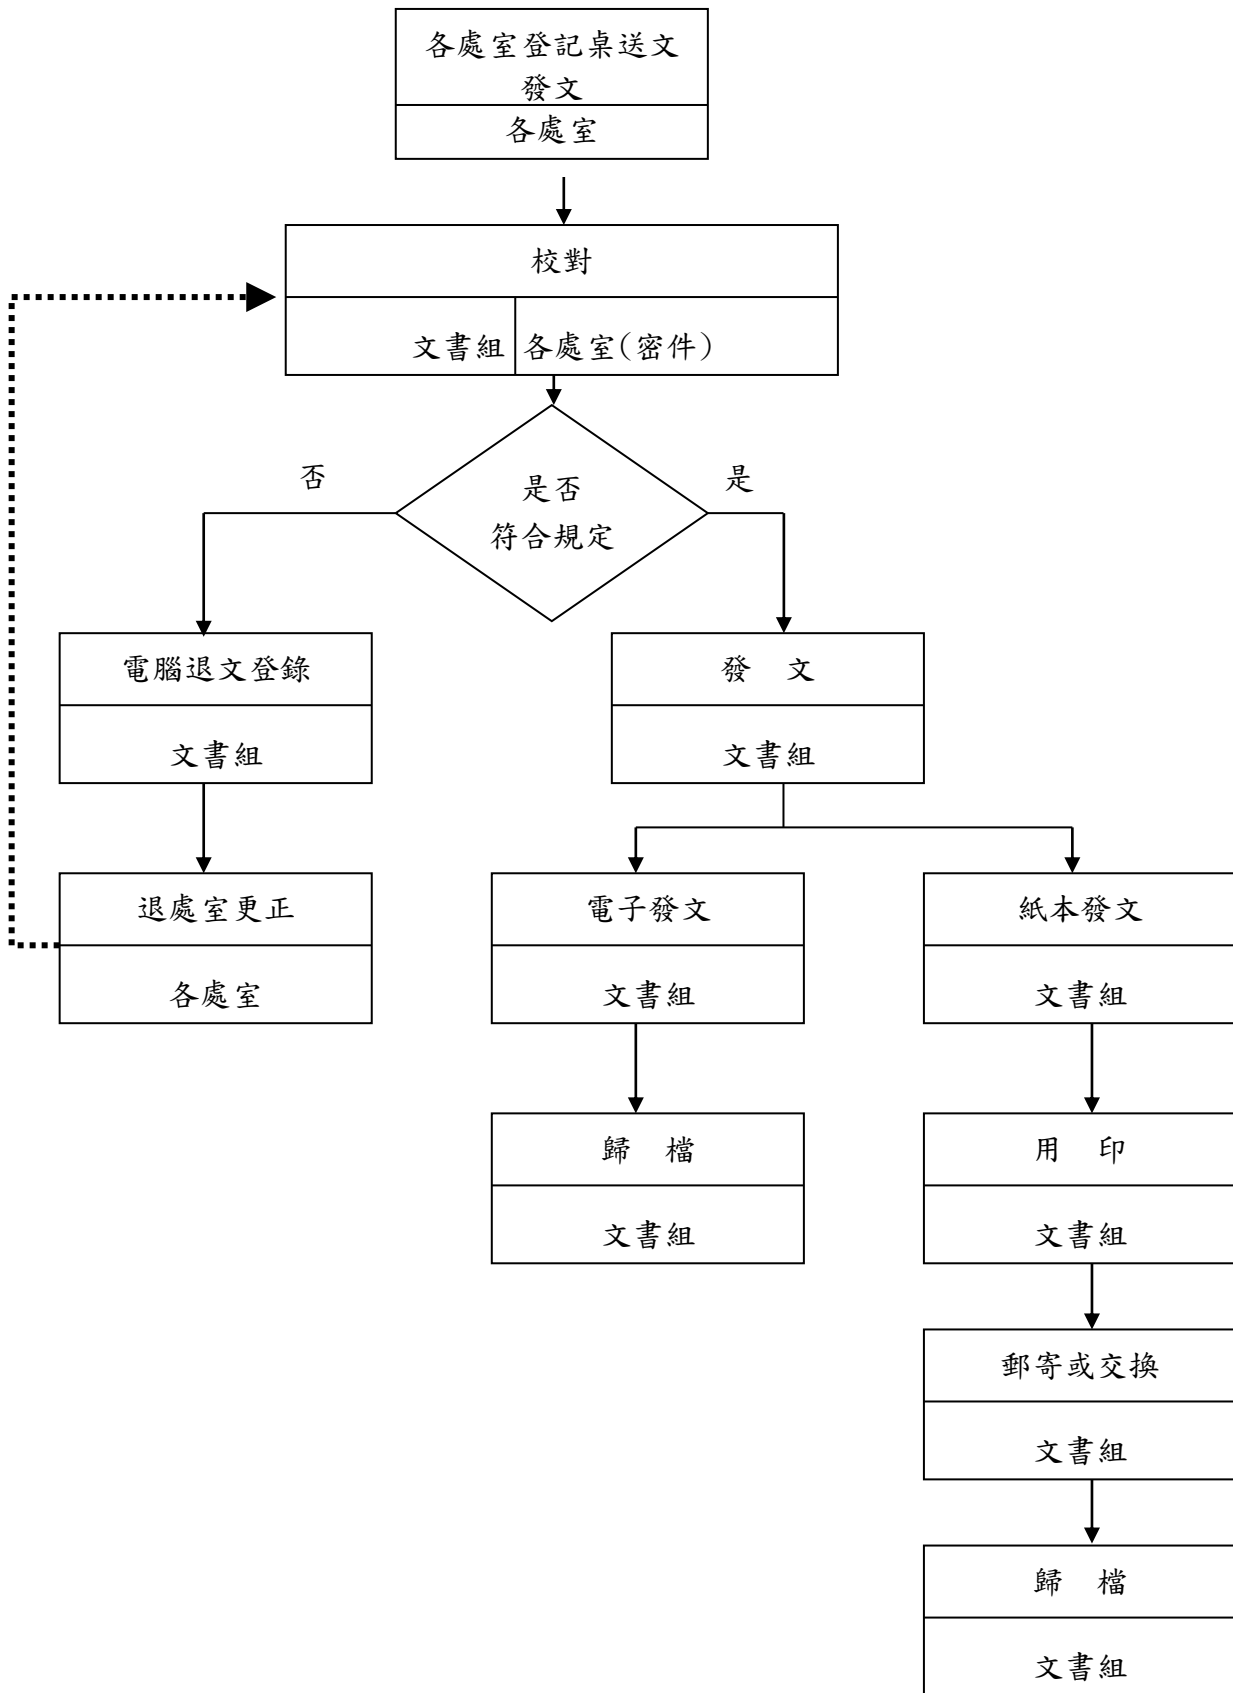 各處室登記桌送文
發文
各處室
校對
文書組
各處室(密件)
否
是
是否
符合規定
電腦退文登錄
文書組
發　文
文書組
退處室更正
各處室
電子發文
文書組
紙本發文
文書組
歸　檔
文書組
用　印
文書組
郵寄或交換
文書組
歸　檔
文書組